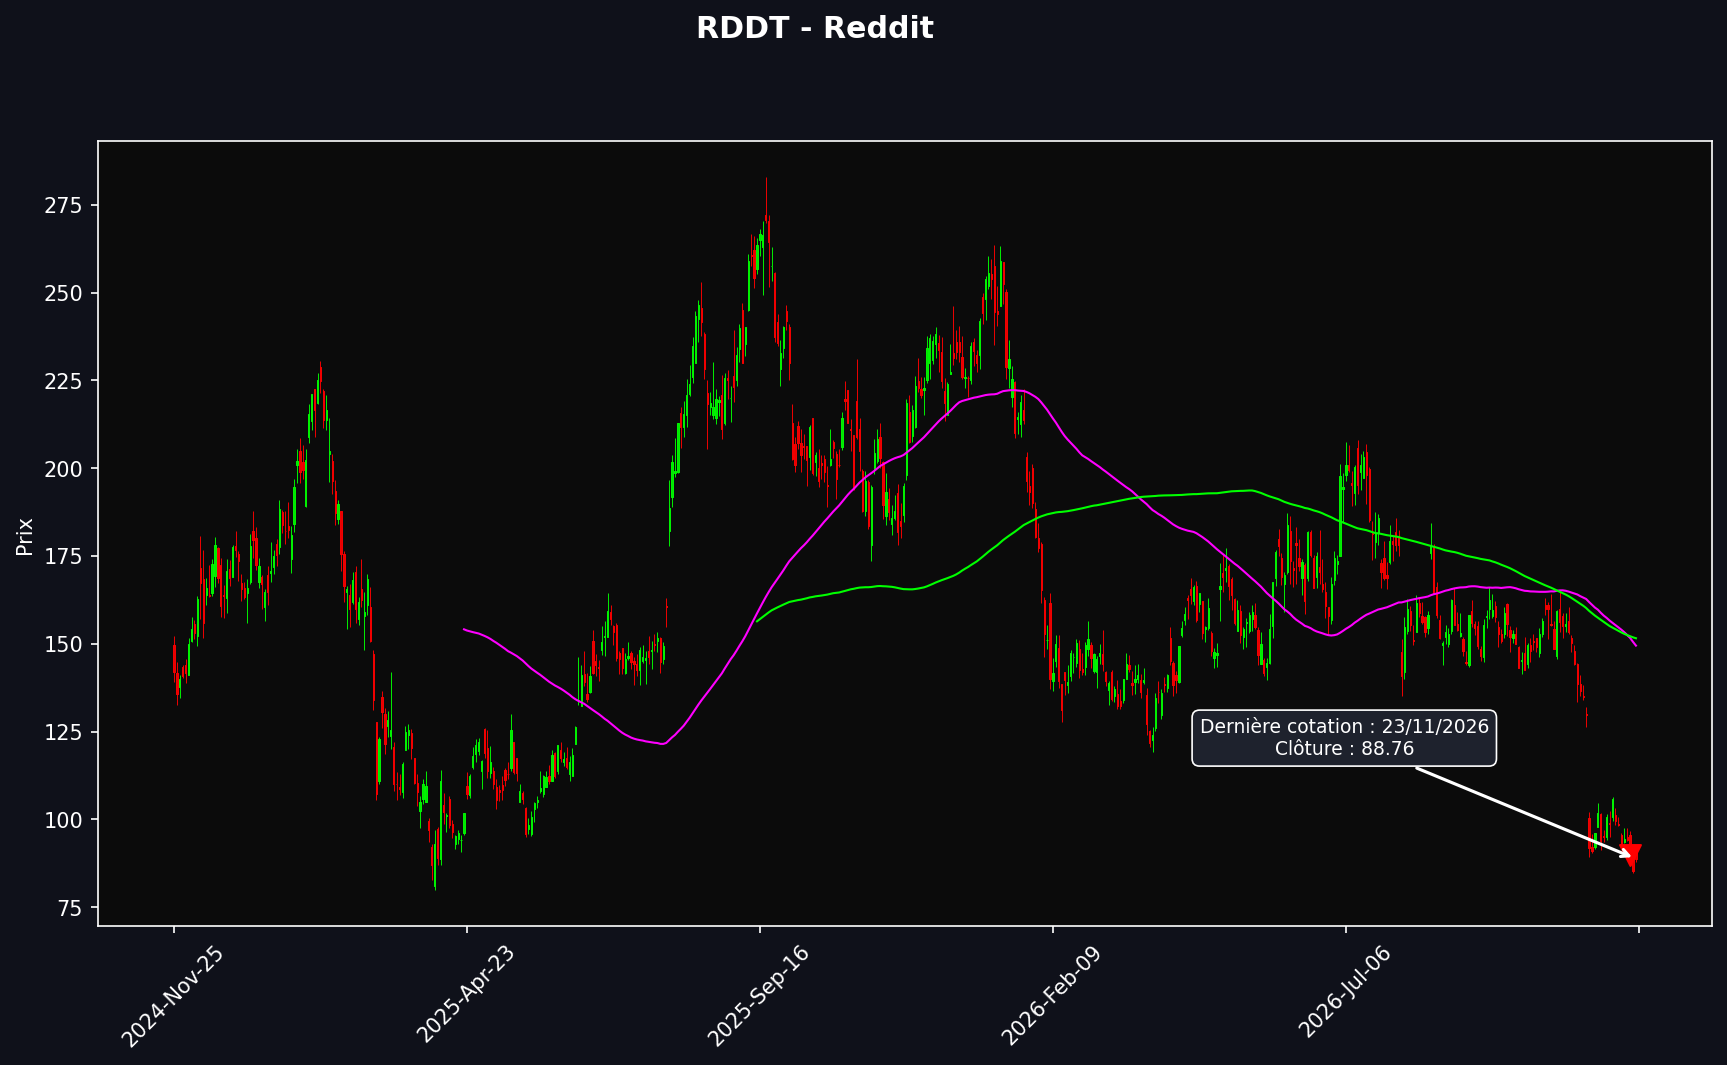 RDDT - Reddit
Prix
275
250
225
200
175
150
125
100
75
Dernière cotation : 23/11/2026
Clôture : 88.76
2024-Nov-25
2025-Apr-23
2025-Sep-16
2026-Feb-09
2026-Jul-06